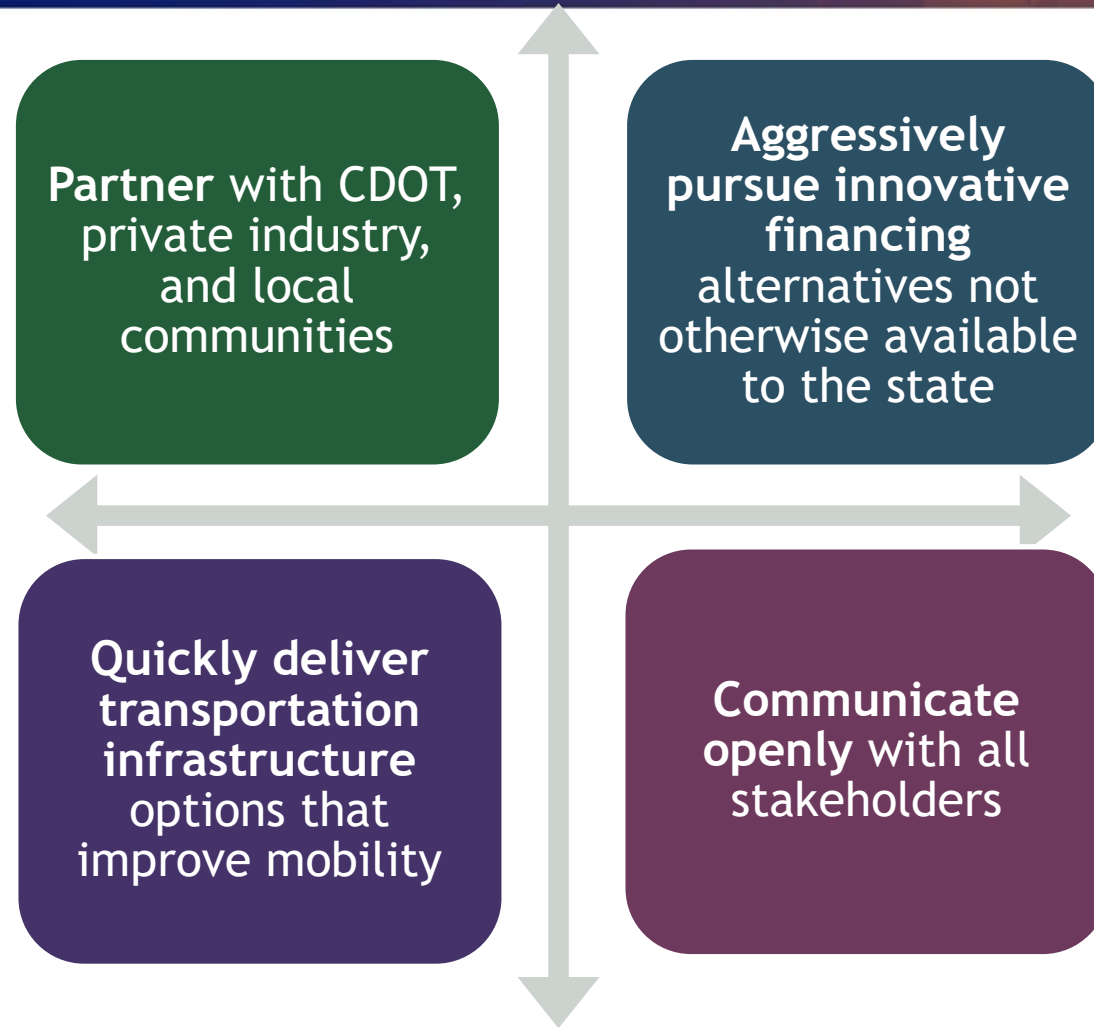 Partner with CDOT,
private industry,
and local
communities
Aggressively
pursue innovative
financing
alternatives not
otherwise available
to the state
Quickly deliver
transportation
infrastructure
options that
improve mobility
Communicate
openly with all
stakeholders